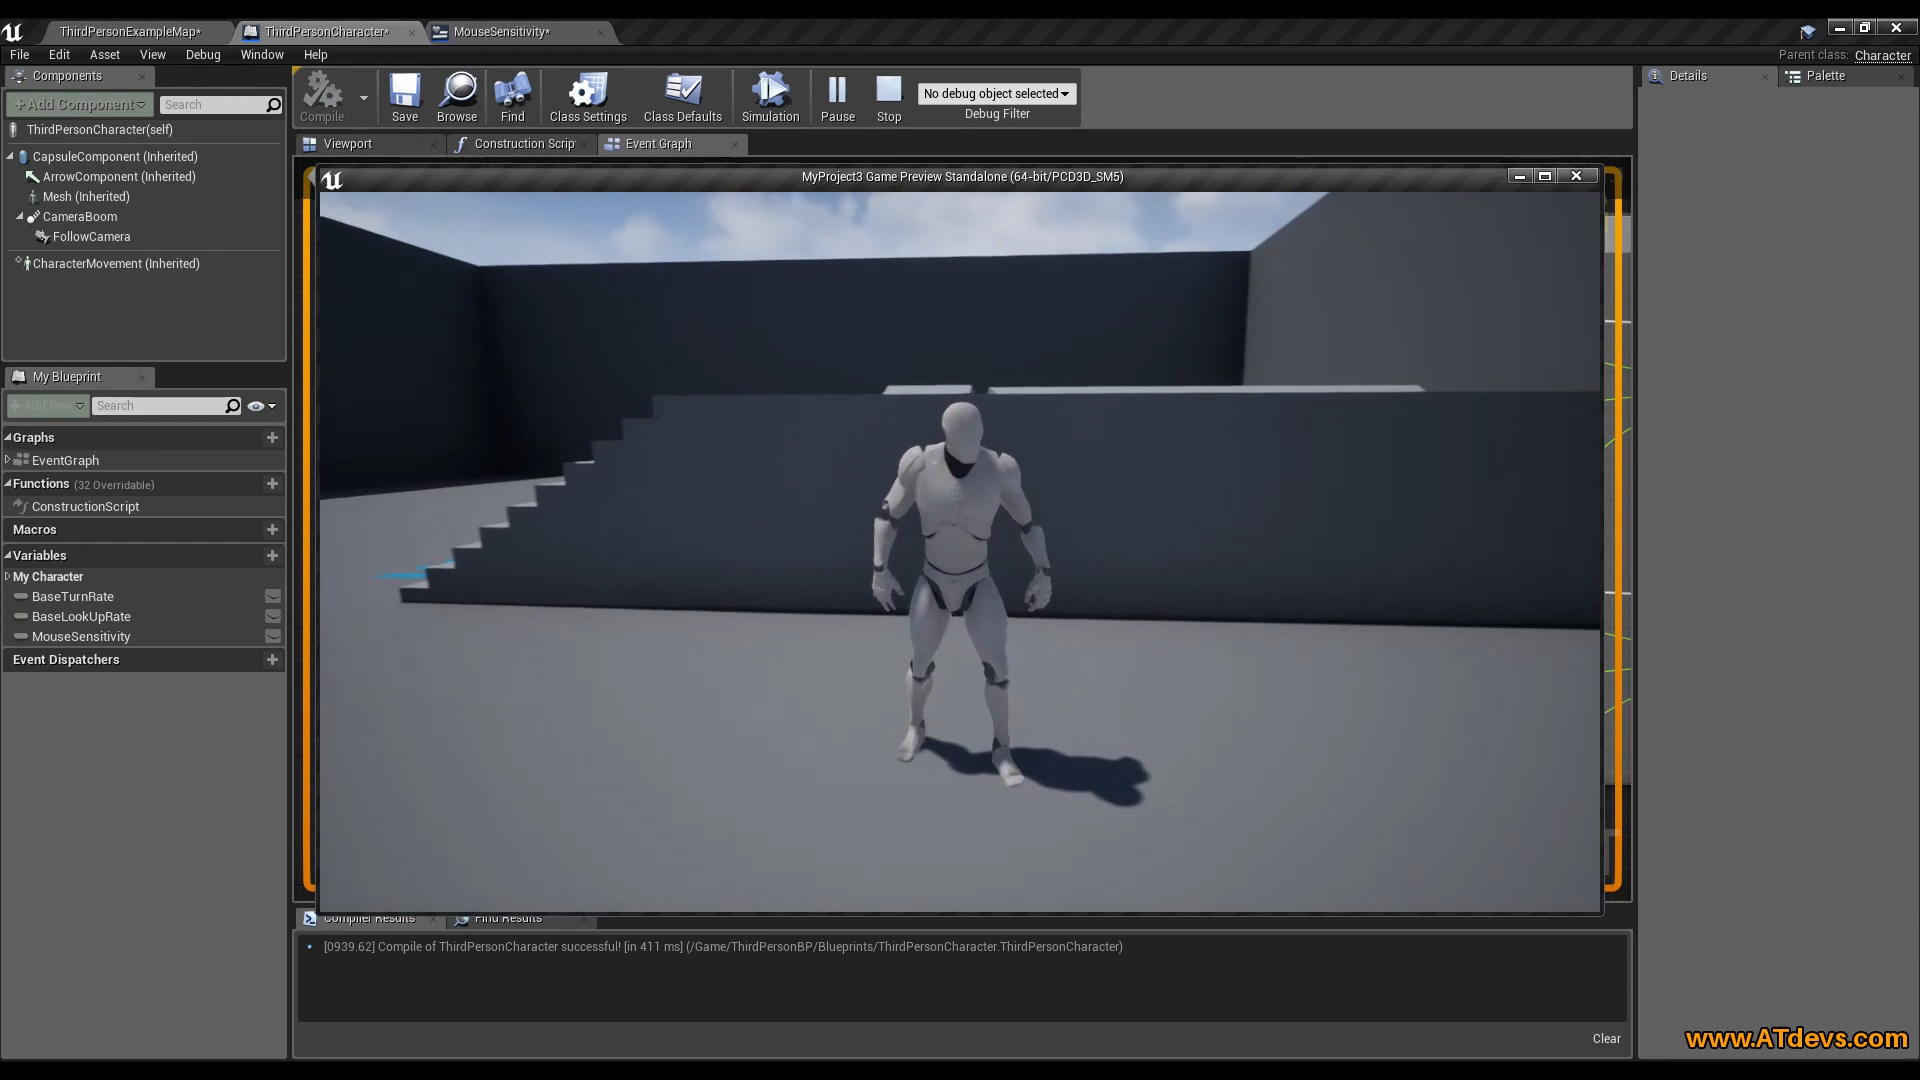 ThirdPersonExampleMap*
ThirdPersonCharacter*
MouseSensitivity*
File Edit Asset View Debug Window Help
Parent class: Character
Components
+Add Component
Search
ThirdPersonCharacter(self)
CapsuleComponent (Inherited)
ArrowComponent (Inherited)
Mesh (Inherited)
CameraBoom
FollowCamera
CharacterMovement (Inherited)
My Blueprint
+Add New
Search
Graphs
EventGraph
Functions (32 Overridable)
ConstructionScript
Macros
Variables
My Character
BaseTurnRate
BaseLookUpRate
MouseSensitivity
Event Dispatchers
Compile
Save
Browse
Find
Class Settings
Class Defaults
Simulation
Pause
Stop
No debug object selected
Debug Filter
Viewport
Construction Scrip
Event Graph
MyProject3 Game Preview Standalone (64-bit/PCD3D_SM5)
Compiler Results
Find Results
[0939.62] Compile of ThirdPersonCharacter successful! [in 411 ms] (/Game/ThirdPersonBP/Blueprints/ThirdPersonCharacter.ThirdPersonCharacter)
Clear
Details
Palette
www.ATdevs.com